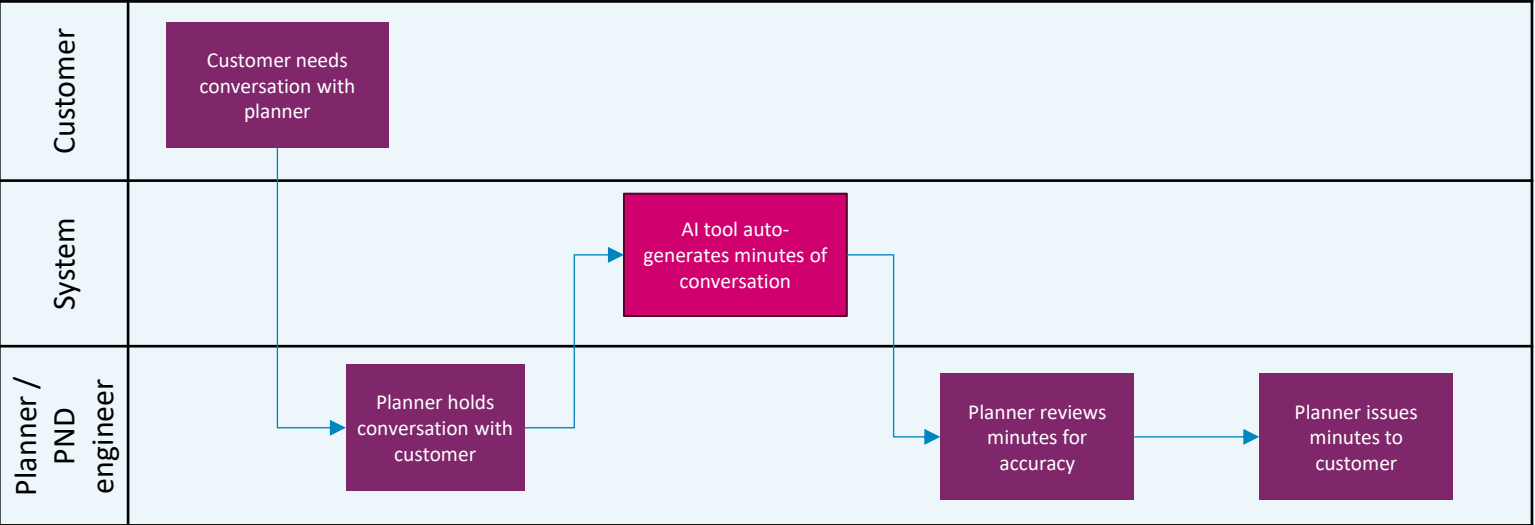 Customer
Customer needs
conversation with
planner
System
AI tool auto-
generates minutes of
conversation
Planner /
PND
engineer
Planner holds
conversation with
customer
Planner reviews
minutes for
accuracy
Planner issues
minutes to
customer